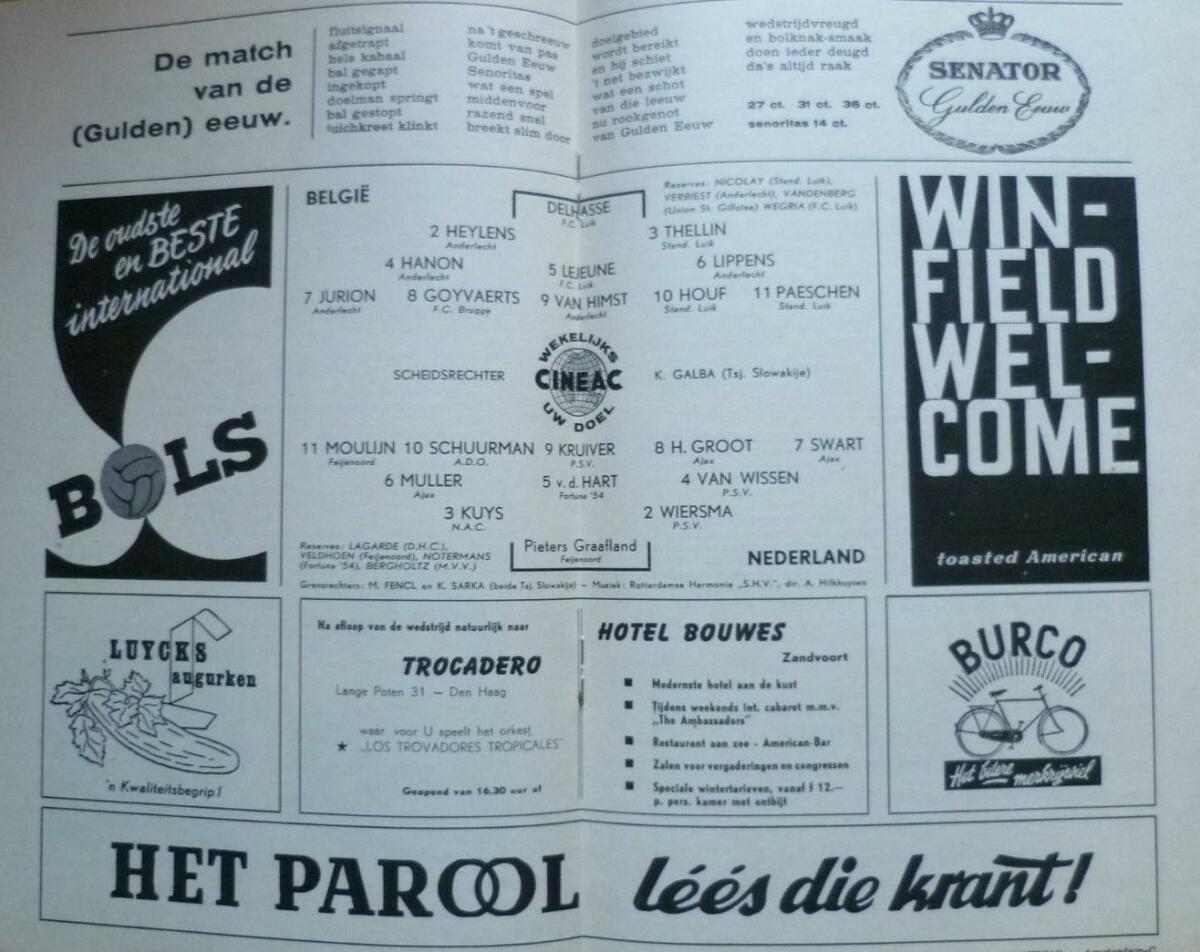 De match
van de
(Gulden) eeuw.
fluitsignaal
afgetrapt
hels kabaal
bal gegapt
ingekopt
doelman springt
bal gestopt
juichkreet klinkt
na 't geschreeuw
komt van pas
Gulden Eeuw
Senoritas
wat een spel
middenvoor
razend snel
breekt slim door
doelgebied
wordt bereikt
en hij schiet
't net bezwijkt
wat een schot
van die leeuw
nu rookgenot
van Gulden Eeuw
wedstrijdvreugd
en bolknak-smaak
doen ieder deugd
da's altijd raak
27 ct. 31 ct. 36 ct.
senoritas 14 ct.
SENATOR
Gulden Eeuw
De oudste
en BESTE
international
BOLS
BELGIË
DELHASSE
F.C. Luik
Reserves: NICOLAY (Stand. Luik),
VERBIEST (Anderlecht), VANDENBERG
(Union St. Gilloise) WEGRIA (F.C. Luik)
2 HEYLENS
Anderlecht
3 THELLIN
Stand. Luik
4 HANON
Anderlecht
5 LEJEUNE
F.C. Luik
6 LIPPENS
Anderlecht
7 JURION
Anderlecht
8 GOYVAERTS
F.C. Brugge
9 VAN HIMST
Anderlecht
10 HOUF
Stand. Luik
11 PAESCHEN
Stand. Luik
SCHEIDSRECHTER
WEKELIJKS
CINEAC
UW DOEL
K. GALBA (Tsj. Slowakije)
11 MOULIJN
Feijenoord
10 SCHUURMAN
A.D.O.
9 KRUIVER
P.S.V.
8 H. GROOT
Ajax
7 SWART
Ajax
6 MULLER
Ajax
5 v.d. HART
Fortuna '54
4 VAN WISSEN
P.S.V.
3 KUYS
N.A.C.
2 WIERSMA
P.S.V.
Reserves: LAGARDE (D.H.C.),
VELDHOEN (Feijenoord), NOTERMANS
(Fortuna '54), BERGHOLTZ (M.V.V.)
Pieters Graafland
Feijenoord
NEDERLAND
Grensrechters: M. FENCL en K. SARKA (beide Tsj. Slowakije) – Muziek: Rotterdamse Harmonie „S.H.V.”, dir. A. Hilkhuysen
WIN-
FIELD
WEL-
COME
toasted American
LUYCKS
augurken
'n Kwaliteitsbegrip!
Na afloop van de wedstrijd natuurlijk naar
TROCADERO
Lange Poten 31 – Den Haag
waar voor U speelt het orkest
★ „LOS TROVADORES TROPICALES”
Geopend van 16.30 uur af
HOTEL BOUWES
Zandvoort
■ Modernste hotel aan de kust
■ Tijdens weekends int. cabaret m.m.v.
„The Ambassadors”
■ Restaurant aan zee - American-Bar
■ Zalen voor vergaderingen en congressen
■ Speciale wintertarieven, vanaf f 12.—
p. pers. kamer met ontbijt
BURCO
Het betere merkrijwiel
HET PAROOL léés die krant!